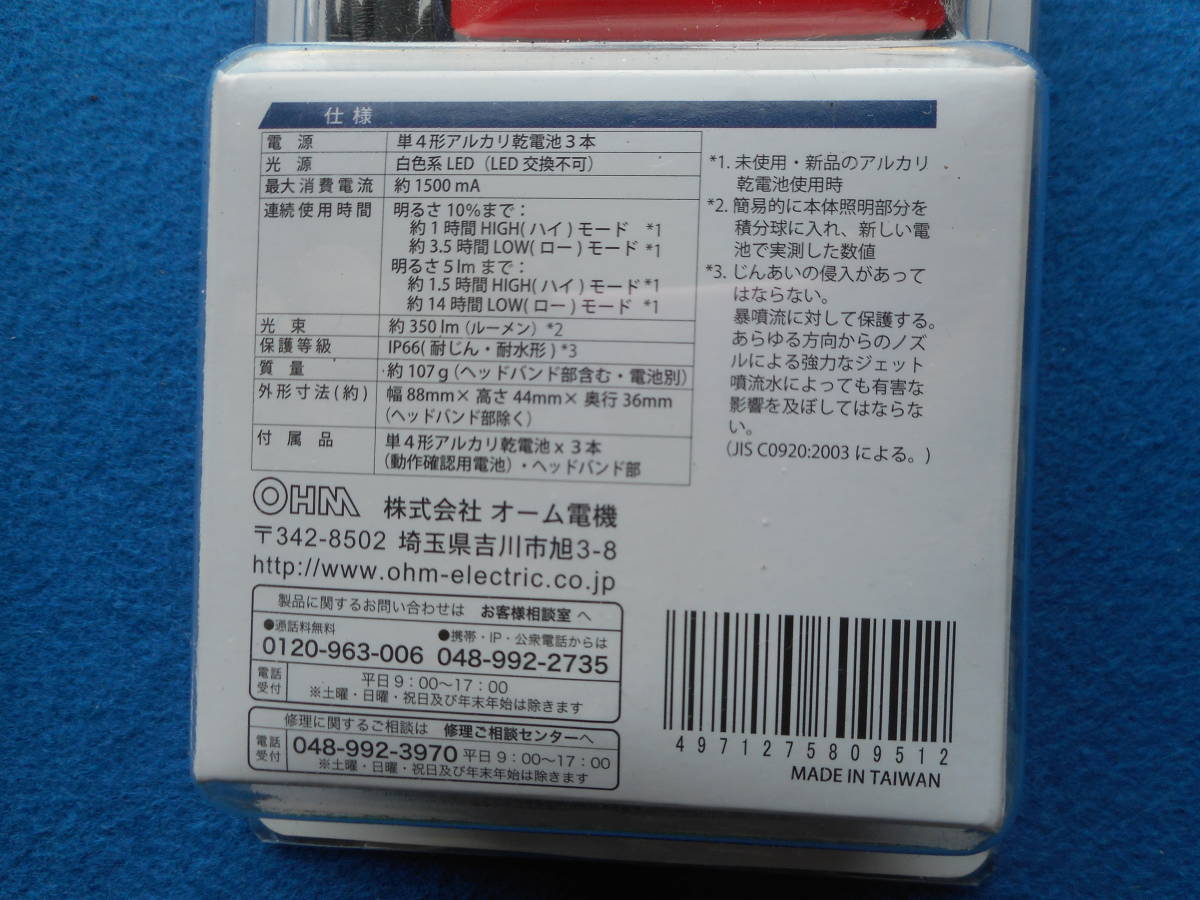 仕様
電源 単4形アルカリ乾電池3本
光源 白色系LED（LED交換不可）
最大消費電流 約1500mA
連続使用時間 明るさ10%まで：
約1時間HIGH(ハイ)モード *1
約3.5時間LOW(ロー)モード *1
明るさ5lmまで：
約1.5時間HIGH(ハイ)モード *1
約14時間LOW(ロー)モード *1
光束 約350lm（ルーメン）*2
保護等級 IP66(耐じん・耐水形)*3
質量 約107g（ヘッドバンド部含む・電池別）
外形寸法(約) 幅88mm×高さ44mm×奥行36mm
（ヘッドバンド部除く）
付属品 単4形アルカリ乾電池x3本
（動作確認用電池）・ヘッドバンド部
*1. 未使用・新品のアルカリ
乾電池使用時
*2. 簡易的に本体照明部分を
積分球に入れ、新しい電
池で実測した数値
*3. じんあいの侵入があって
はならない。
暴噴流に対して保護する。
あらゆる方向からのノズ
ルによる強力なジェット
噴流水によっても有害な
影響を及ぼしてはならな
い。
（JIS C0920:2003による。）
OHM 株式会社 オーム電機
〒342-8502 埼玉県吉川市旭3-8
http://www.ohm-electric.co.jp
製品に関するお問い合わせは お客様相談室へ
●通話料無料 ●携帯・IP・公衆電話からは
0120-963-006 048-992-2735
電話受付 平日9：00〜17：00
※土曜・日曜・祝日及び年末年始は除きます
修理に関するご相談は 修理ご相談センターへ
電話受付 048-992-3970 平日9：00〜17：00
※土曜・日曜・祝日及び年末年始は除きます
4971275809512
MADE IN TAIWAN